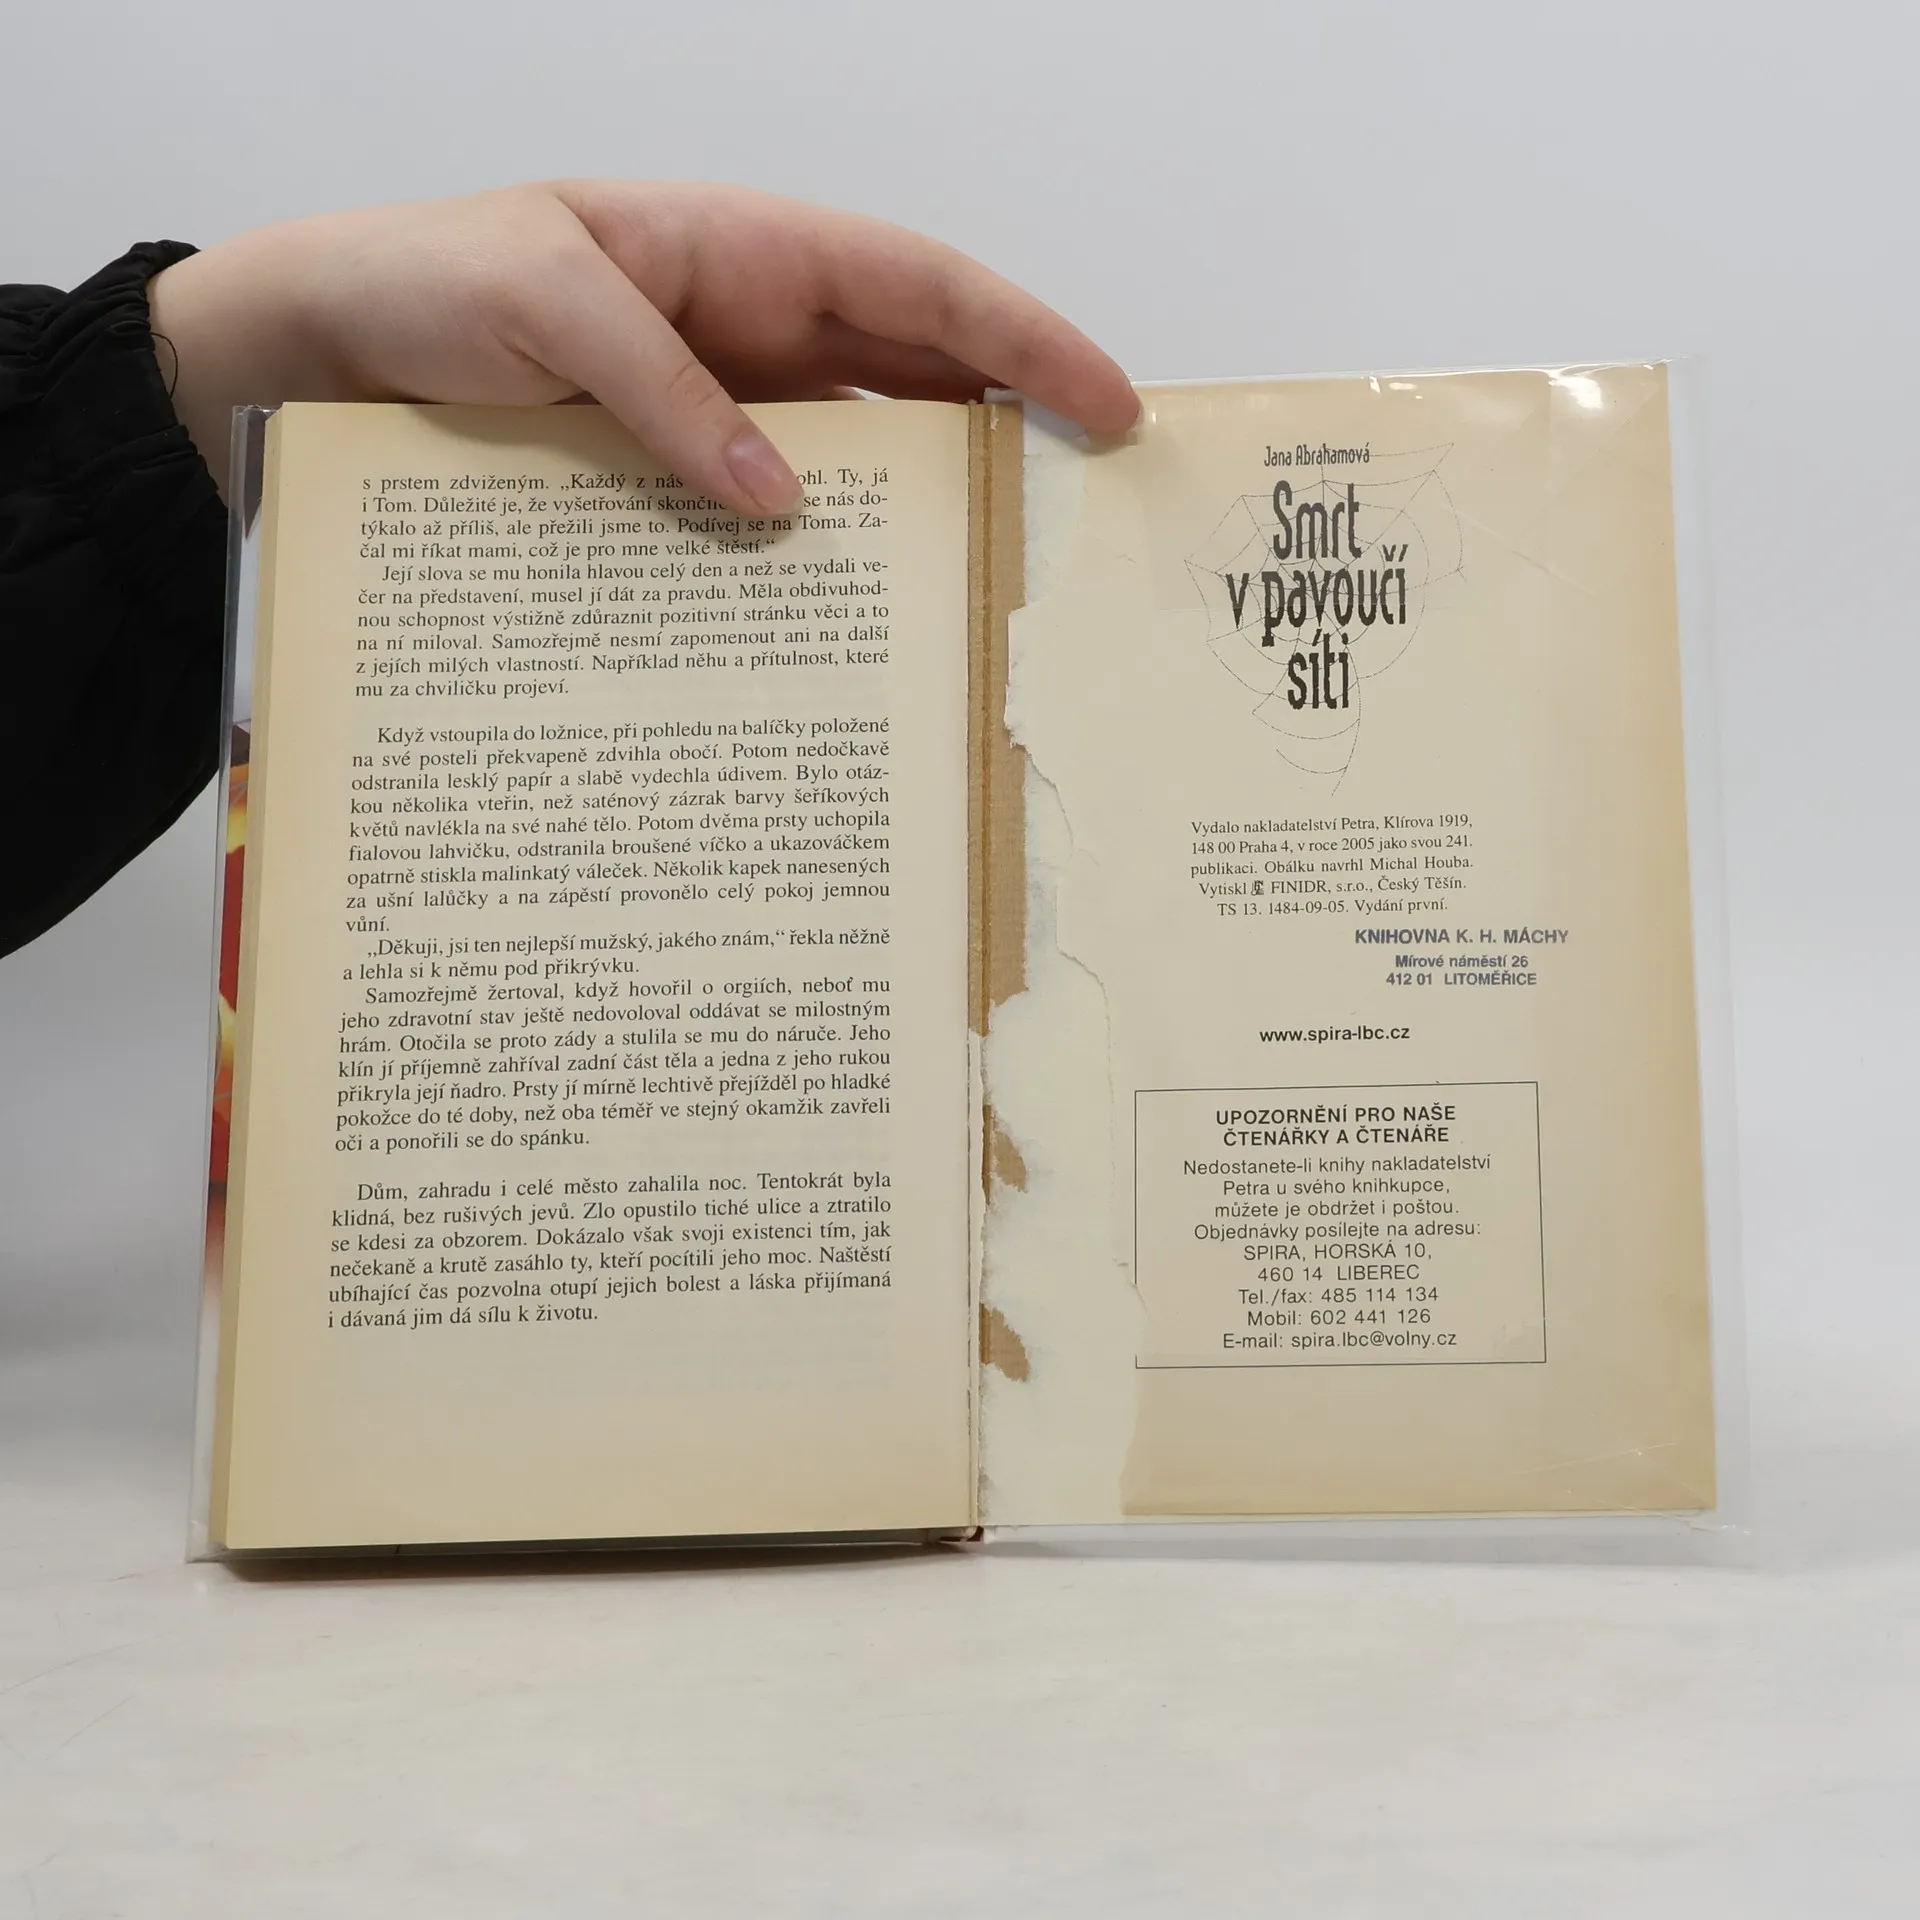 s prstem zdviženým. „Každý z nás ohl. Ty, já
i Tom. Důležité je, že vyšetřování se nás do-
týkalo až příliš, ale přežili jsme to. Podívej se na Toma. Za-
čal mi říkat mami, což je pro mne velké štěstí.“
Její slova se mu honila hlavou celý den a než se vydali ve-
čer na představení, musel jí dát za pravdu. Měla obdivuhod-
nou schopnost výstižně zdůraznit pozitivní stránku věci a to
na ní miloval. Samozřejmě nesmí zapomenout ani na další
z jejích milých vlastností. Například něhu a přítulnost, které
mu za chviličku projeví.
Když vstoupila do ložnice, při pohledu na balíčky položené
na své posteli překvapeně zdvihla obočí. Potom nedočkavě
odstranila lesklý papír a slabě vydechla údivem. Bylo otáz-
kou několika vteřin, než saténový zázrak barvy šeříkových
květů navlékla na své nahé tělo. Potom dvěma prsty uchopila
fialovou lahvičku, odstranila broušené víčko a ukazováčkem
opatrně stiskla malinkatý váleček. Několik kapek nanesených
za ušní lalůčky a na zápěstí provonělo celý pokoj jemnou
vůní.
„Děkuji, jsi ten nejlepší mužský, jakého znám,“ řekla něžně
a lehla si k němu pod přikrývku.
Samozřejmě žertoval, když hovořil o orgiích, neboť mu
jeho zdravotní stav ještě nedovoloval oddávat se milostným
hrám. Otočila se proto zády a stulila se mu do náruče. Jeho
klín jí příjemně zahříval zadní část těla a jedna z jeho rukou
přikryla její ňadro. Prsty jí mírně lechtivě přejížděl po hladké
pokožce do té doby, než oba téměř ve stejný okamžik zavřeli
oči a ponořili se do spánku.
Dům, zahradu i celé město zahalila noc. Tentokrát byla
klidná, bez rušivých jevů. Zlo opustilo tiché ulice a ztratilo
se kdesi za obzorem. Dokázalo však svoji existenci tím, jak
nečekaně a krutě zasáhlo ty, kteří pocítili jeho moc. Naštěstí
ubíhající čas pozvolna otupí jejich bolest a láska přijímaná
i dávaná jim dá sílu k životu.
Jana Abrahamová
Smrt
v pavoučí
síti
Vydalo nakladatelství Petra, Klírova 1919,
148 00 Praha 4, v roce 2005 jako svou 241.
publikaci. Obálku navrhl Michal Houba.
Vytiskl FINIDR, s.r.o., Český Těšín.
TS 13. 1484-09-05. Vydání první.
KNIHOVNA K. H. MÁCHY
Mírové náměstí 26
412 01 LITOMĚŘICE
www.spira-lbc.cz
UPOZORNĚNÍ PRO NAŠE
ČTENÁŘKY A ČTENÁŘE
Nedostanete-li knihy nakladatelství
Petra u svého knihkupce,
můžete je obdržet i poštou.
Objednávky posílejte na adresu:
SPIRA, HORSKÁ 10,
460 14 LIBEREC
Tel./fax: 485 114 134
Mobil: 602 441 126
E-mail: spira.lbc@volny.cz